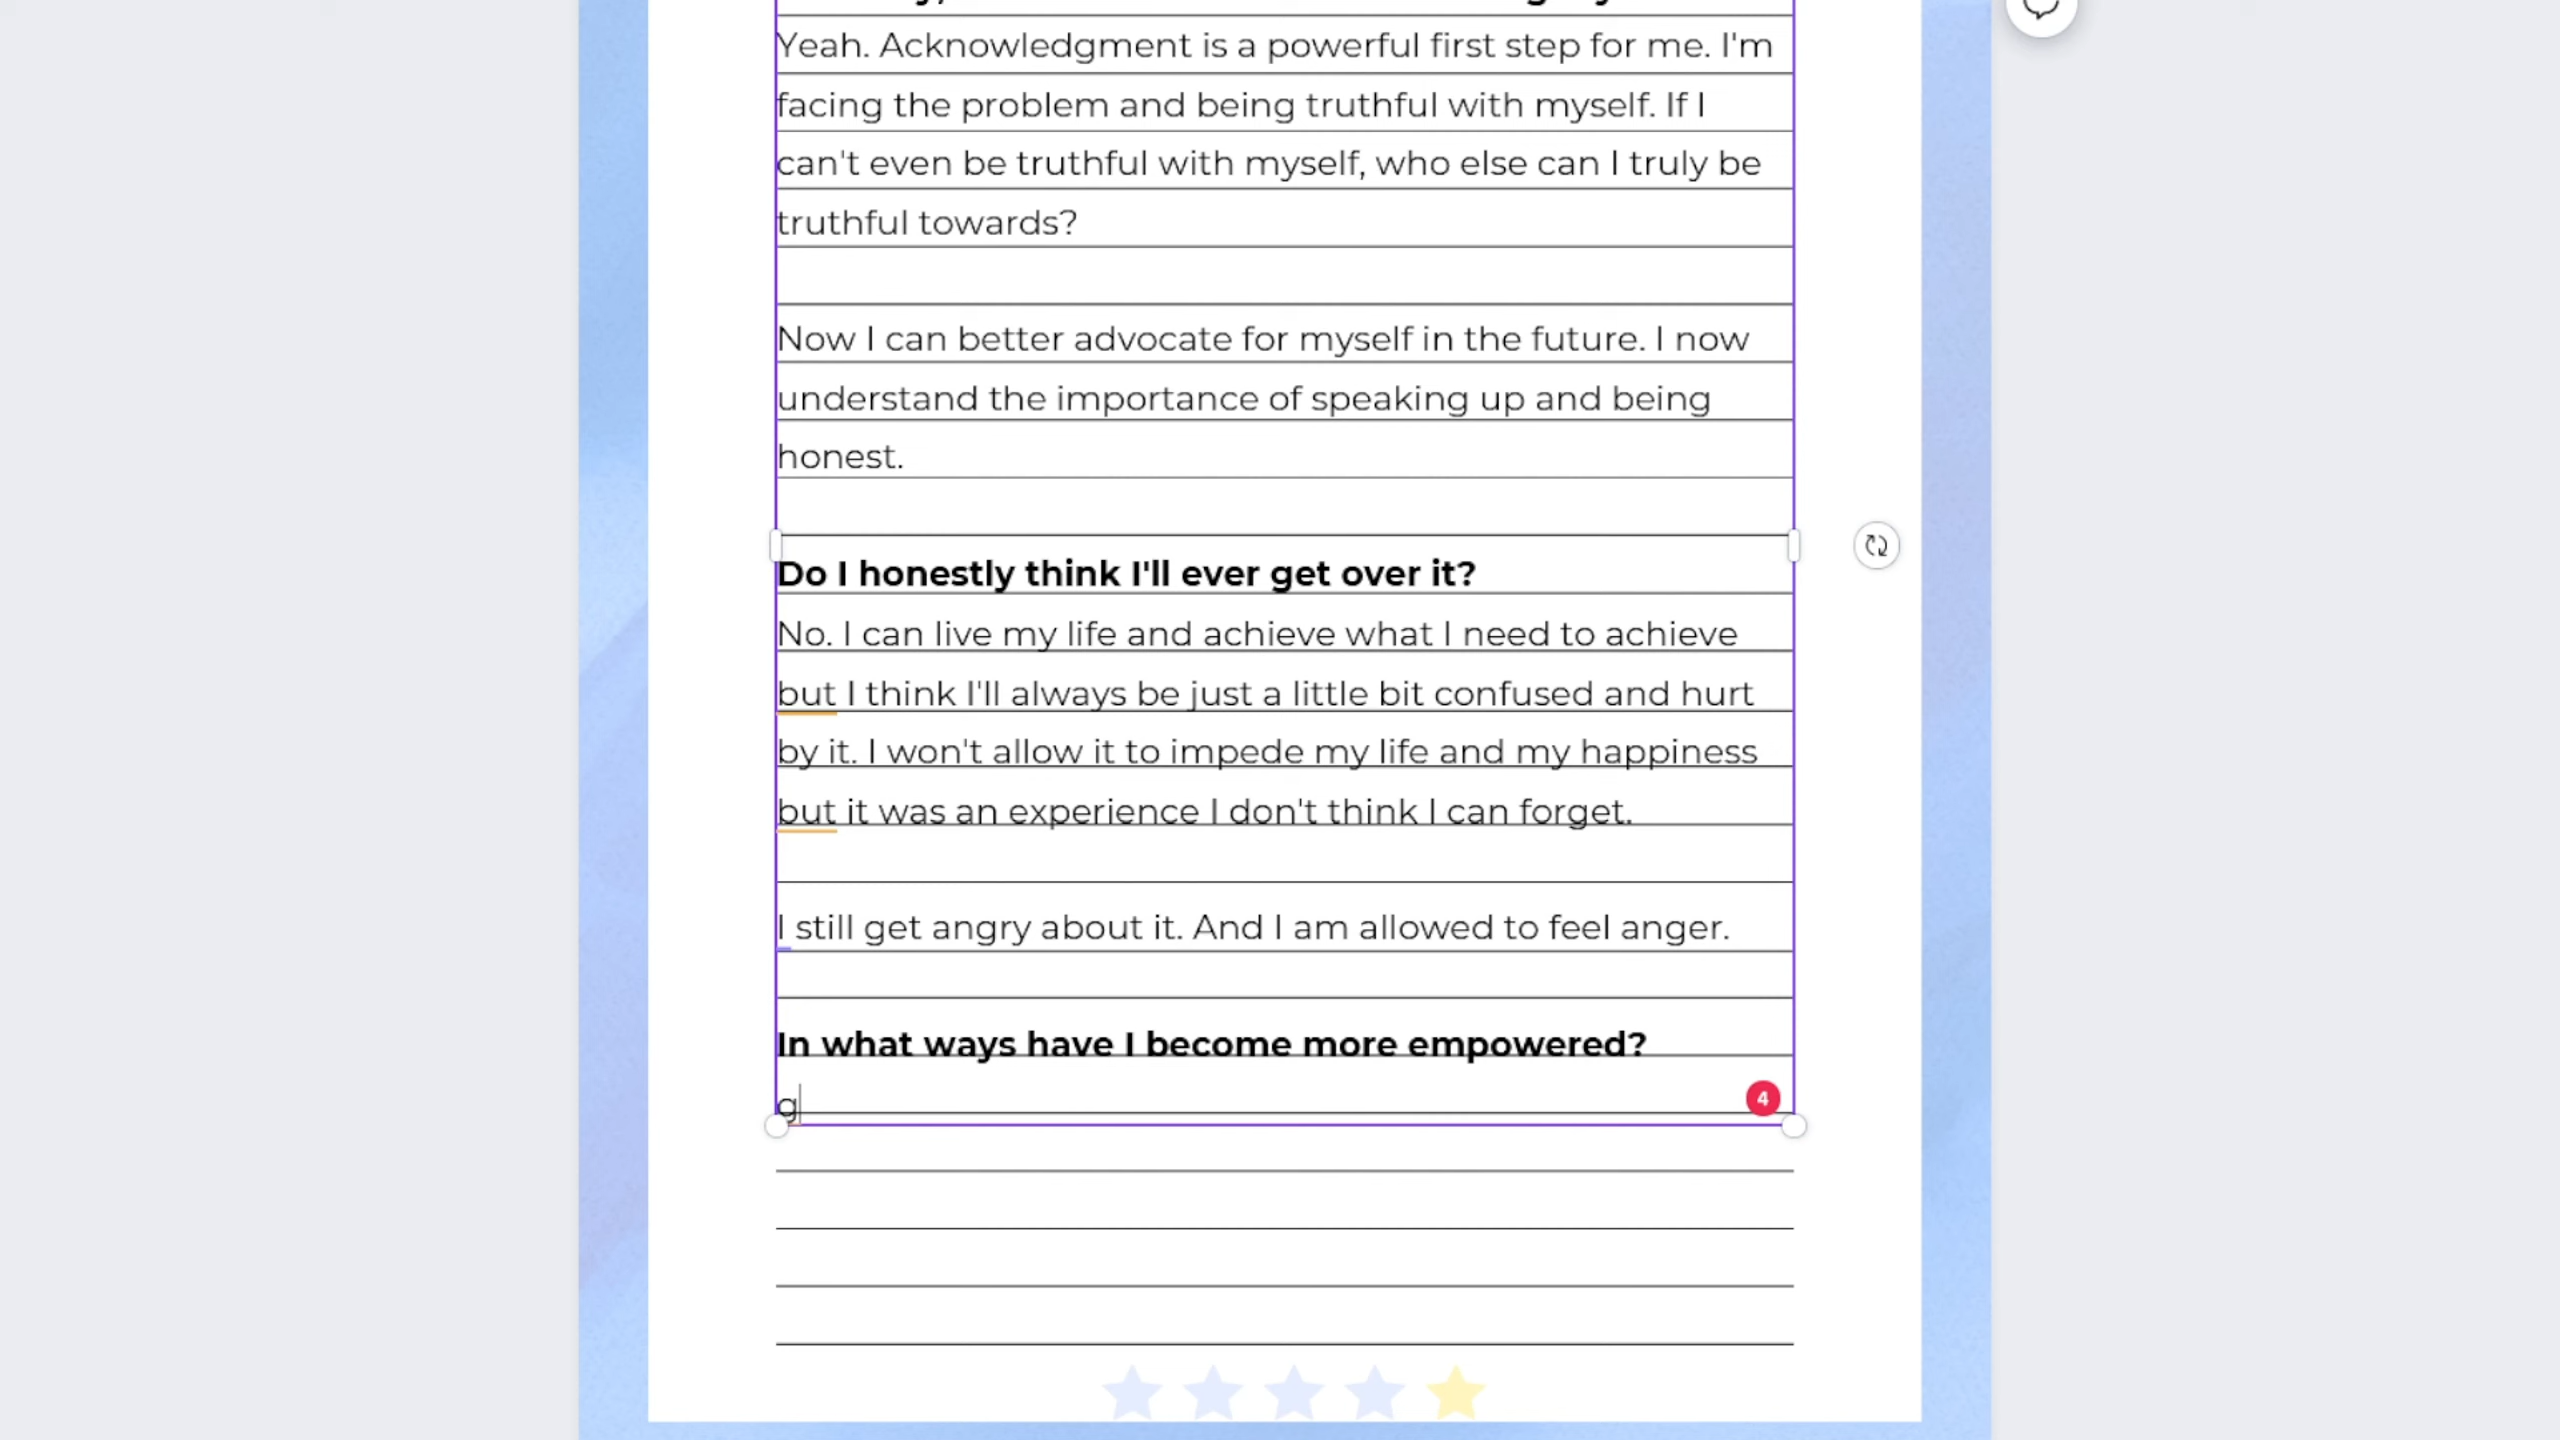 Yeah. Acknowledgment is a powerful first step for me. I'm
facing the problem and being truthful with myself. If I
can't even be truthful with myself, who else can I truly be
truthful towards?
Now I can better advocate for myself in the future. I now
understand the importance of speaking up and being
honest.
Do I honestly think I'll ever get over it?
No. I can live my life and achieve what I need to achieve
but I think I'll always be just a little bit confused and hurt
by it. I won't allow it to impede my life and my happiness
but it was an experience I don't think I can forget.
I still get angry about it. And I am allowed to feel anger.
In what ways have I become more empowered?
g
4